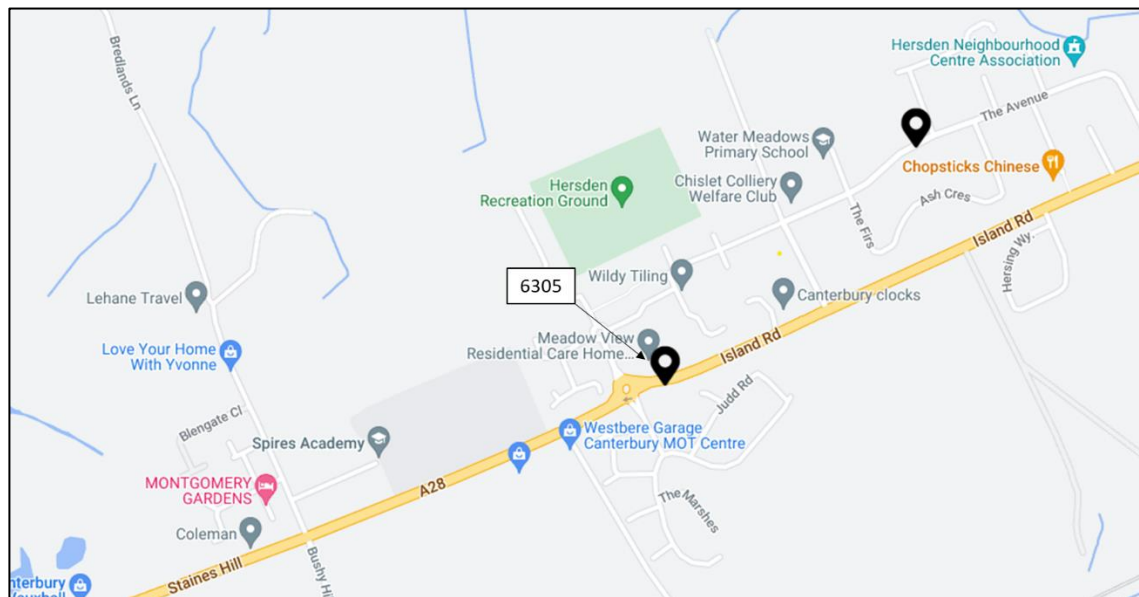 Bredlands Ln
Hersden Neighbourhood
Centre Association
The Avenue
Water Meadows
Primary School
Chopsticks Chinese
Hersden
Recreation Ground
Chislet Colliery
Welfare Club
Ash Cres
The Firs
Island Rd
Hersing Wy.
6305
Wildy Tiling
Lehane Travel
Canterbury clocks
Meadow View
Residential Care Home...
Island Rd
Love Your Home
With Yvonne
Judd Rd
Blengate Cl
Spires Academy
Westbere Garage
Canterbury MOT Centre
MONTGOMERY
GARDENS
A28
The Marshes
Coleman
Staines Hill
Bushy Hi
nterbury